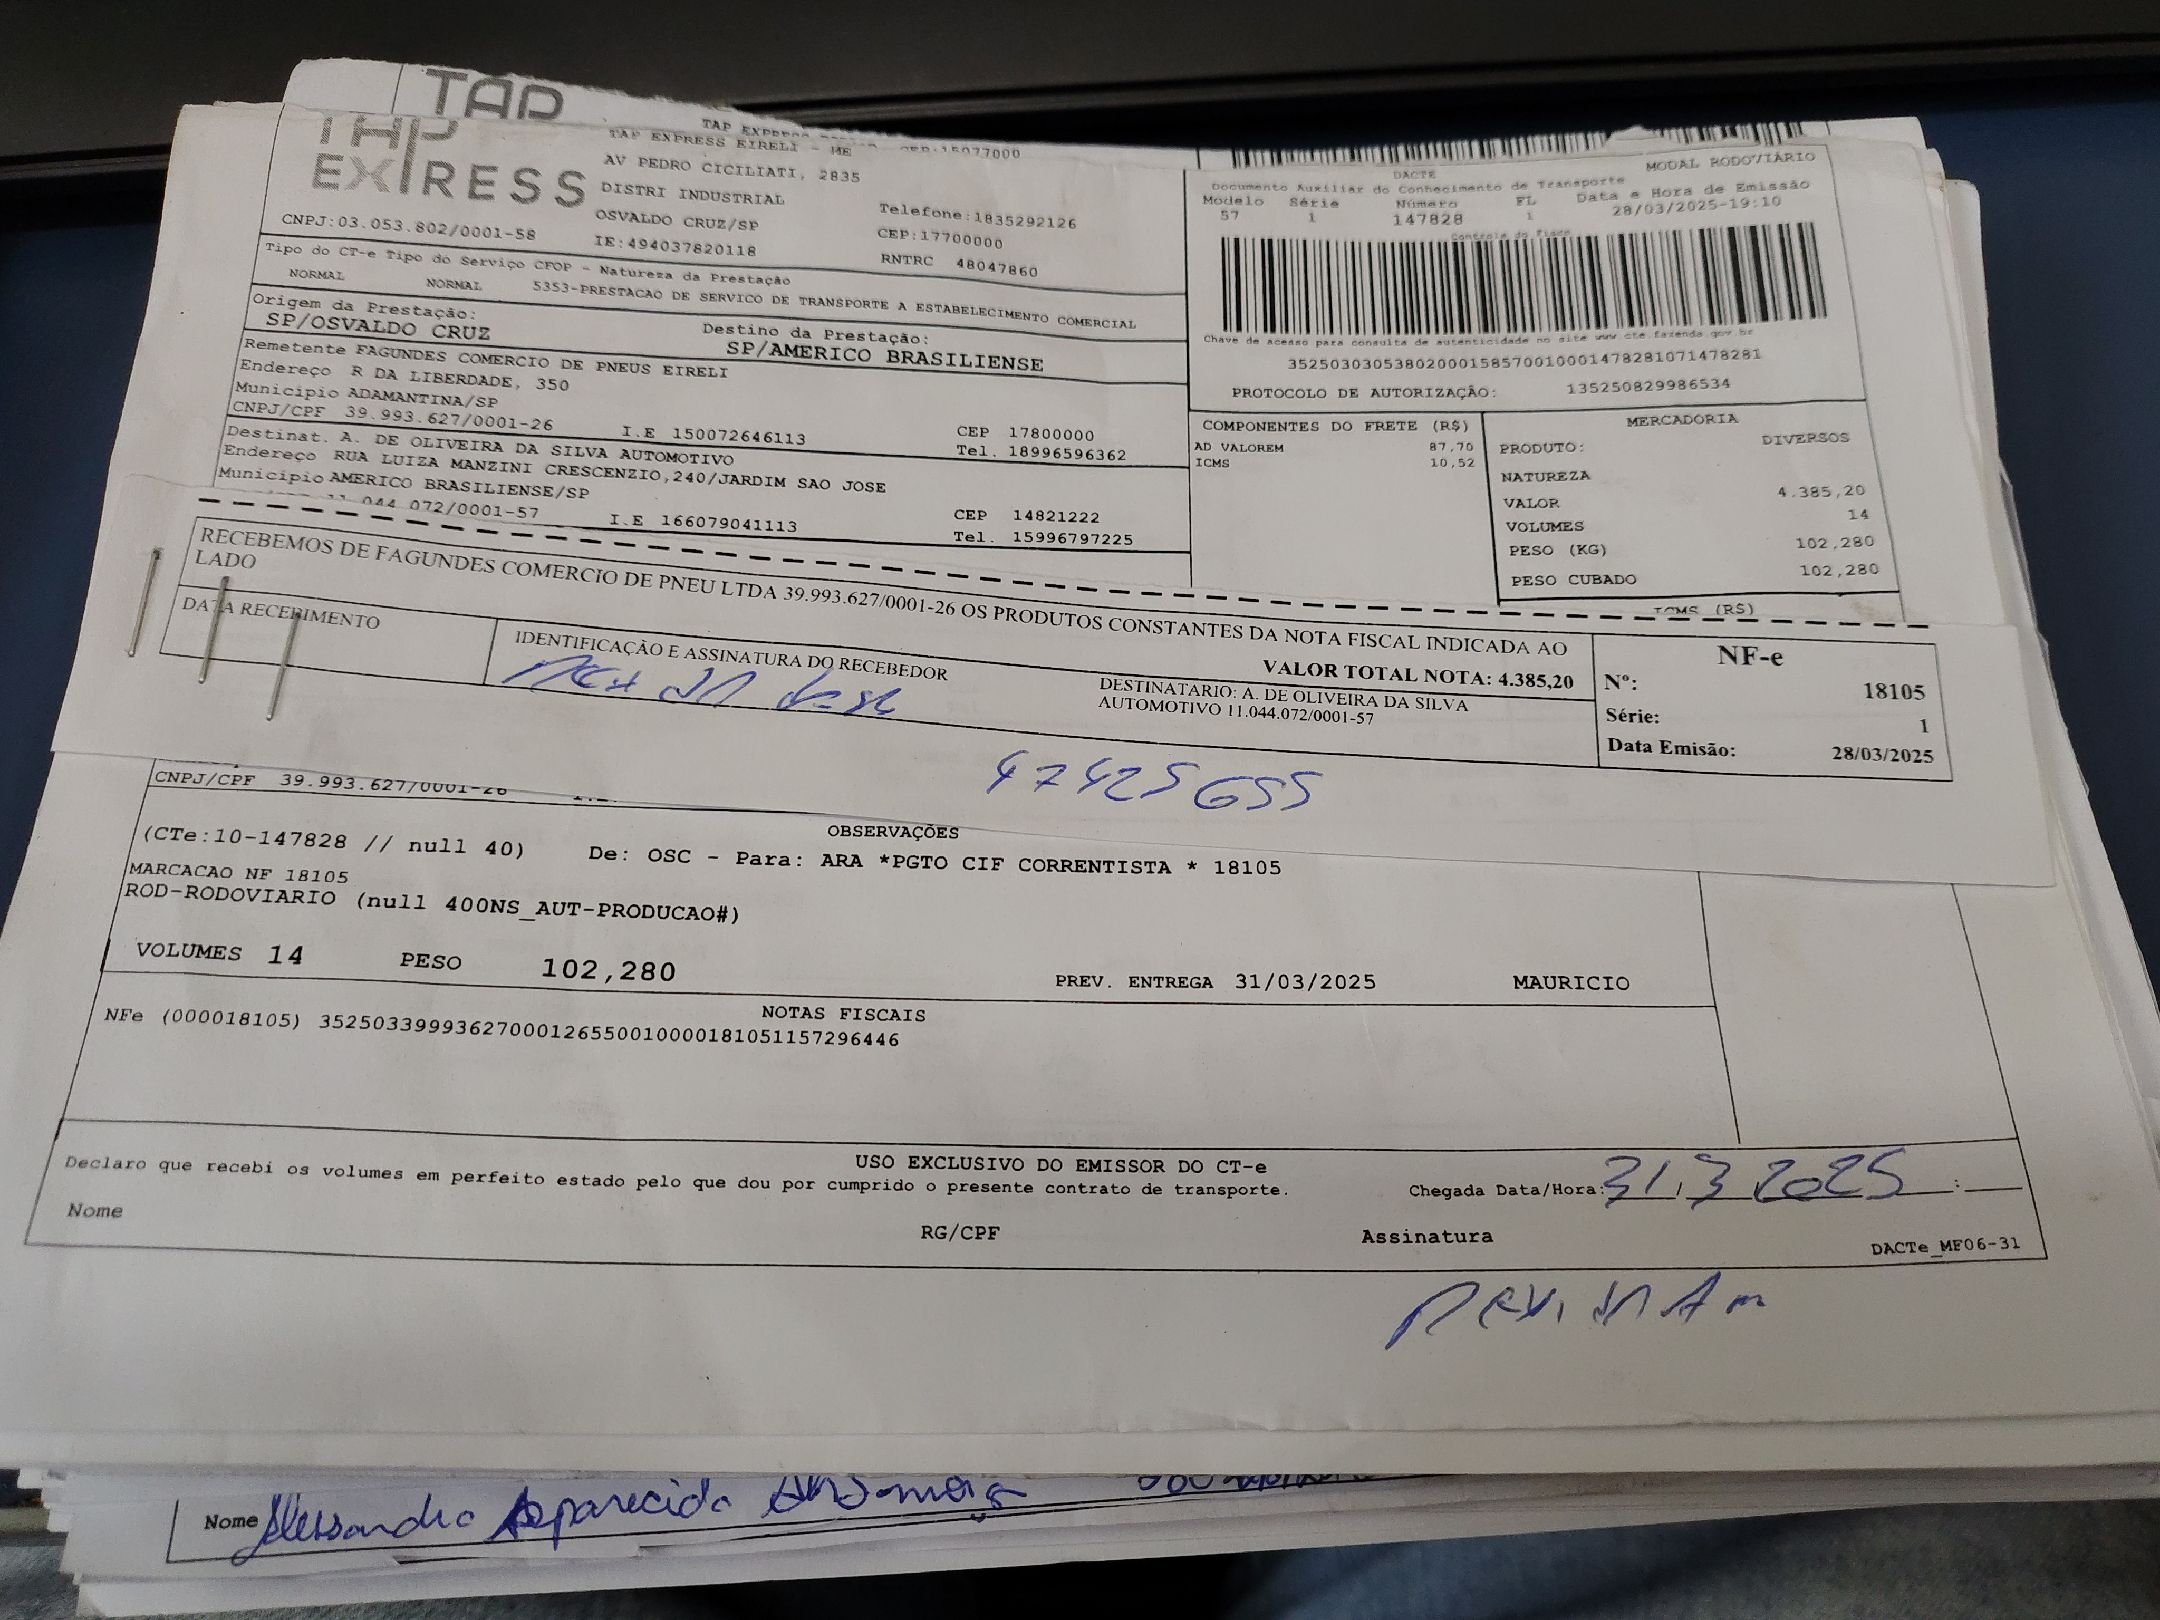 TAP
TAP EXPRESS
TAP EXPRESS EIRELI - ME
CEP:15077000
AV PEDRO CICILIATI, 2835
DISTRI INDUSTRIAL
OSVALDO CRUZ/SP
IE:494037820118
Telefone:1835292126
CEP:17700000
RNTRC 48047860
CNPJ:03.053.802/0001-58
Tipo do CT-e Tipo do Serviço CFOP - Natureza da Prestação
NORMAL NORMAL 5353-PRESTACAO DE SERVICO DE TRANSPORTE A ESTABELECIMENTO COMERCIAL
Origem da Prestação:
SP/OSVALDO CRUZ
Destino da Prestação:
SP/AMERICO BRASILIENSE
Remetente FAGUNDES COMERCIO DE PNEUS EIRELI
Endereço R DA LIBERDADE, 350
Municipio ADAMANTINA/SP
CNPJ/CPF 39.993.627/0001-26 I.E 150072646113
CEP 17800000
Tel. 18996596362
Destinat. A. DE OLIVEIRA DA SILVA AUTOMOTIVO
Endereço RUA LUIZA MANZINI CRESCENZIO,240/JARDIM SAO JOSE
Municipio AMERICO BRASILIENSE/SP
11.044.072/0001-57 I.E 166079041113
CEP 14821222
Tel. 15996797225
DACTE
MODAL RODOVIÁRIO
Documento Auxiliar do Conhecimento de Transporte
Modelo Série Número FL Data e Hora de Emissão
57 1 147828 1 28/03/2025-19:10
Controle do Fisco
Chave de acesso para consulta de autenticidade no site www.cte.fazenda.gov.br
35250303053802000158570010001478281071478281
PROTOCOLO DE AUTORIZAÇÃO: 135250829986534
COMPONENTES DO FRETE (R$)
AD VALOREM 87,70
ICMS 10,52
MERCADORIA
PRODUTO: DIVERSOS
NATUREZA
VALOR 4.385,20
VOLUMES 14
PESO (KG) 102,280
PESO CUBADO 102,280
ICMS (R$)
RECEBEMOS DE FAGUNDES COMERCIO DE PNEU LTDA 39.993.627/0001-26 OS PRODUTOS CONSTANTES DA NOTA FISCAL INDICADA AO
LADO
VALOR TOTAL NOTA: 4.385,20
DATA RECEBIMENTO
IDENTIFICAÇÃO E ASSINATURA DO RECEBEDOR
DESTINATARIO: A. DE OLIVEIRA DA SILVA
AUTOMOTIVO 11.044.072/0001-57
NF-e
Nº: 18105
Série: 1
Data Emisão: 28/03/2025
47425655
CNPJ/CPF 39.993.627/0001-26
OBSERVAÇÕES
(CTe:10-147828 // null 40) De: OSC - Para: ARA *PGTO CIF CORRENTISTA * 18105
MARCACAO NF 18105
ROD-RODOVIARIO (null 400NS_AUT-PRODUCAO#)
VOLUMES 14 PESO 102,280 PREV. ENTREGA 31/03/2025 MAURICIO
NOTAS FISCAIS
NFe (000018105) 35250339993627000126550010000181051157296446
USO EXCLUSIVO DO EMISSOR DO CT-e
Declaro que recebi os volumes em perfeito estado pelo que dou por cumprido o presente contrato de transporte.
Chegada Data/Hora: 31,3 2025 :
Nome RG/CPF Assinatura
DACTe_MF06-31
Nome Alessandro Aparecido